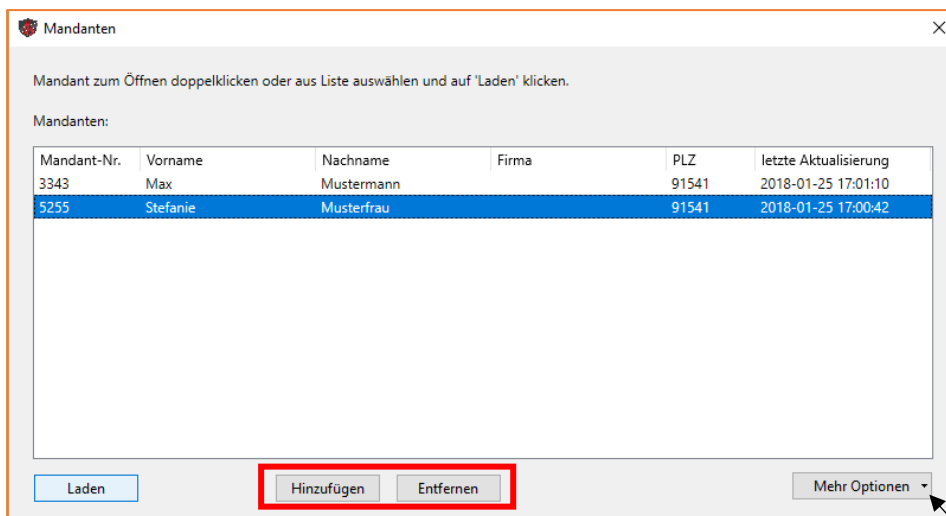 Mandanten
Mandant zum Öffnen doppelklicken oder aus Liste auswählen und auf 'Laden' klicken.
Mandanten:
Mandant-Nr. Vorname Nachname Firma PLZ letzte Aktualisierung
3343 Max Mustermann 91541 2018-01-25 17:01:10
5255 Stefanie Musterfrau 91541 2018-01-25 17:00:42
Laden Hinzufügen Entfernen Mehr Optionen